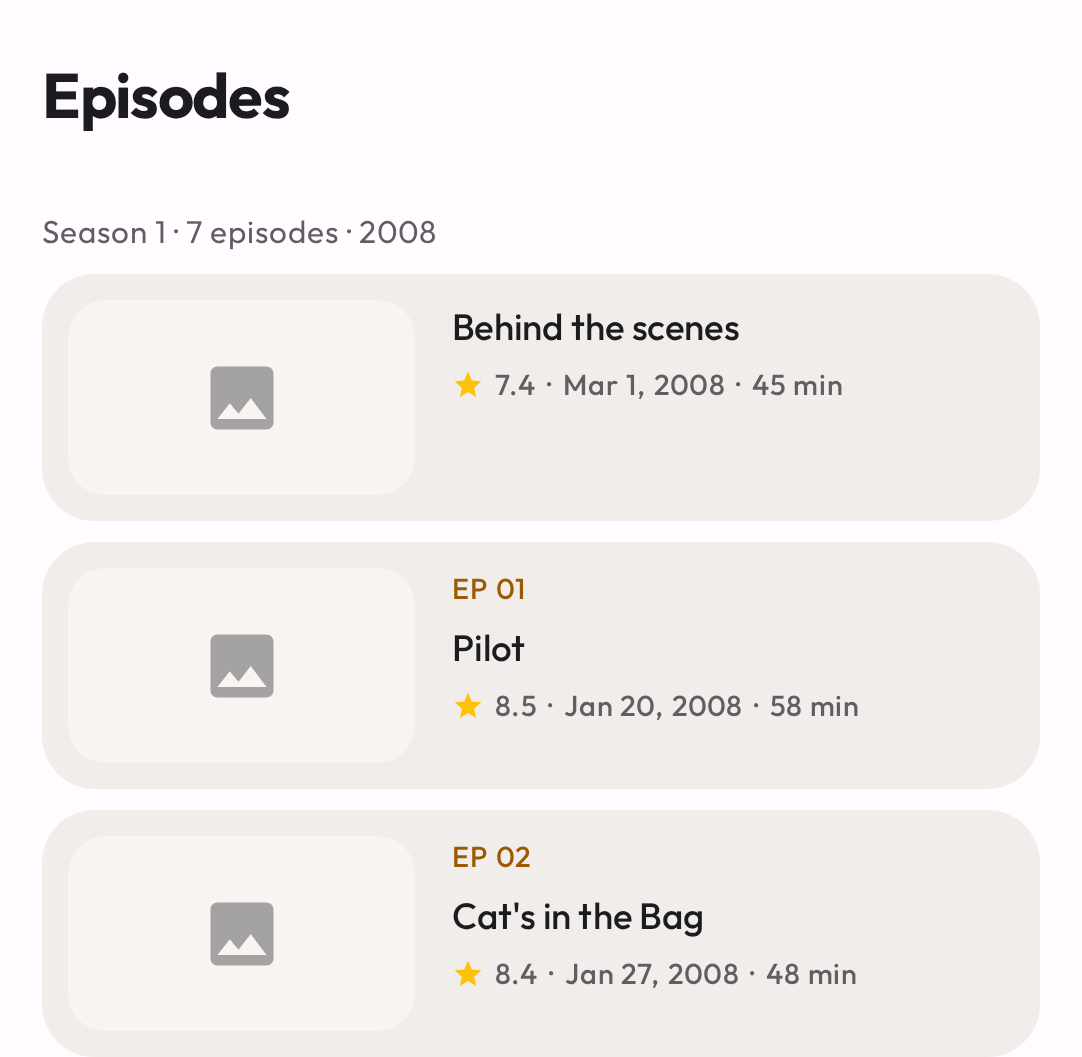 Episodes
Season 1 · 7 episodes · 2008
Behind the scenes
7.4 · Mar 1, 2008 · 45 min
EP 01
Pilot
8.5 · Jan 20, 2008 · 58 min
EP 02
Cat's in the Bag
8.4 · Jan 27, 2008 · 48 min